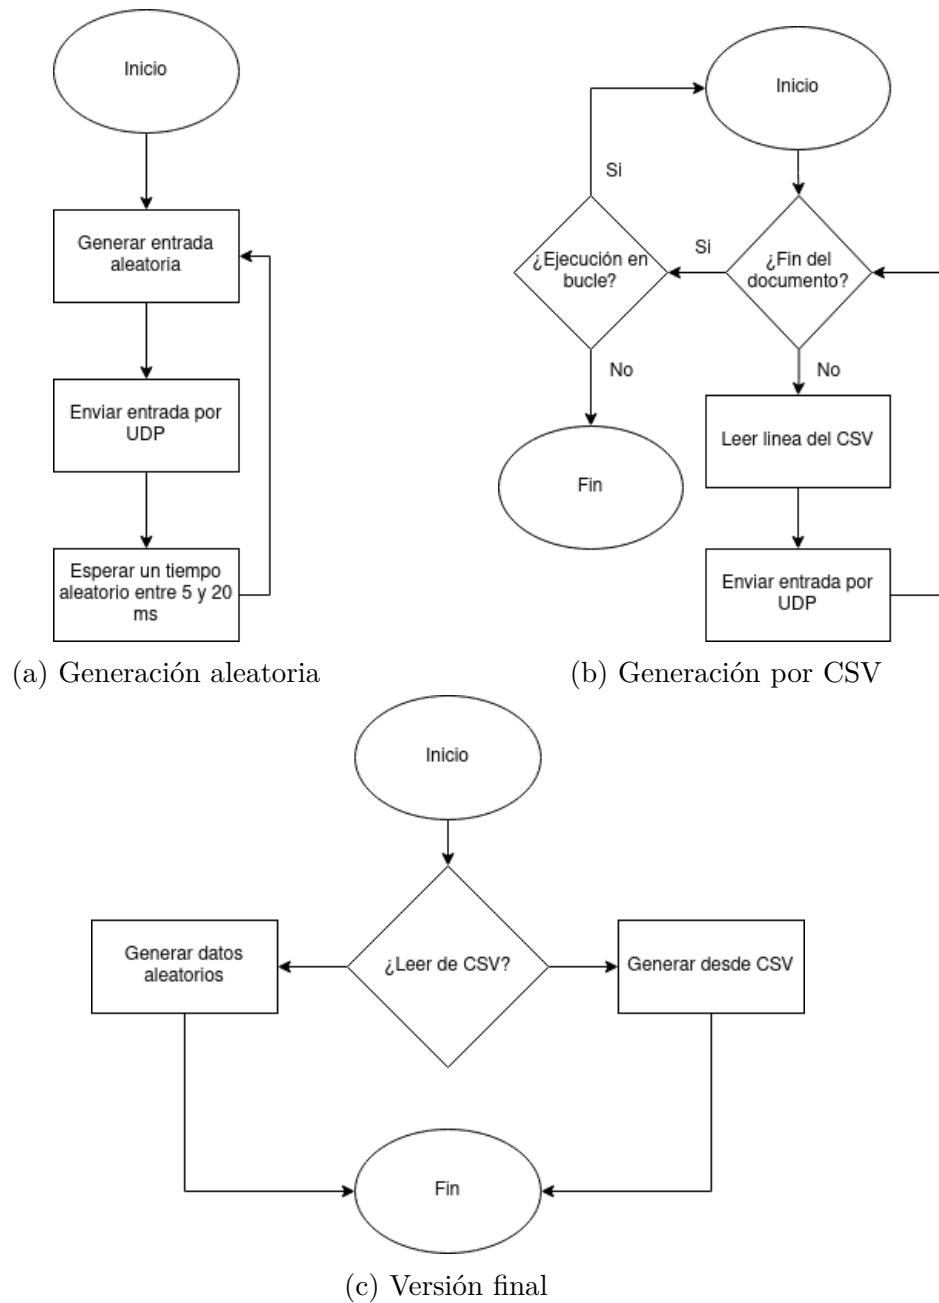 Inicio
Generar entrada
aleatoria
Enviar entrada por
UDP
Esperar un tiempo
aleatorio entre 5 y 20
ms
(a) Generación aleatoria
Inicio
Si
¿Ejecución en
bucle?
Si
¿Fin del
documento?
No
No
Leer linea del CSV
Fin
Enviar entrada por
UDP
(b) Generación por CSV
Inicio
Generar datos
aleatorios
¿Leer de CSV?
Generar desde CSV
Fin
(c) Versión final